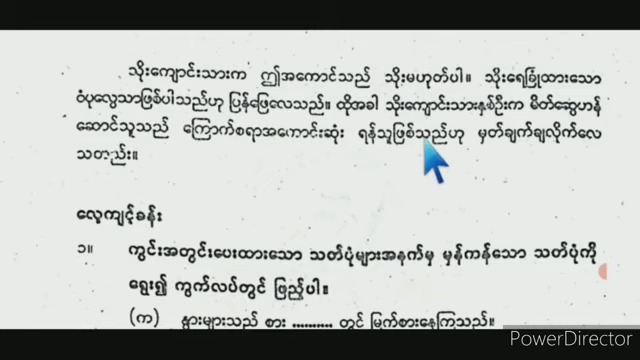 သိုးကျောင်းသားက ဤအကောင်သည် သိုးမဟုတ်ပါ။ သိုးရေခြုံထားသော
ဝံပုလွေသာဖြစ်ပါသည်ဟု ပြန်ဖြေလေသည်။ ထိုအခါ သိုးကျောင်းသားနှစ်ဦးက မိတ်ဆွေဟန်
ဆောင်သူသည် ကြောက်စရာအကောင်းဆုံး ရန်သူဖြစ်သည်ဟု မှတ်ချက်ချလိုက်လေ
သတည်း။
လေ့ကျင့်ခန်း
၁။ ကွင်းအတွင်းပေးထားသော သတ်ပုံများအနက်မှ မှန်ကန်သော သတ်ပုံကို
ရွေး၍ ကွက်လပ်တွင် ဖြည့်ပါ။
(က) နွားများသည် စား .......... တွင် မြက်စားနေကြသည်။
PowerDirector